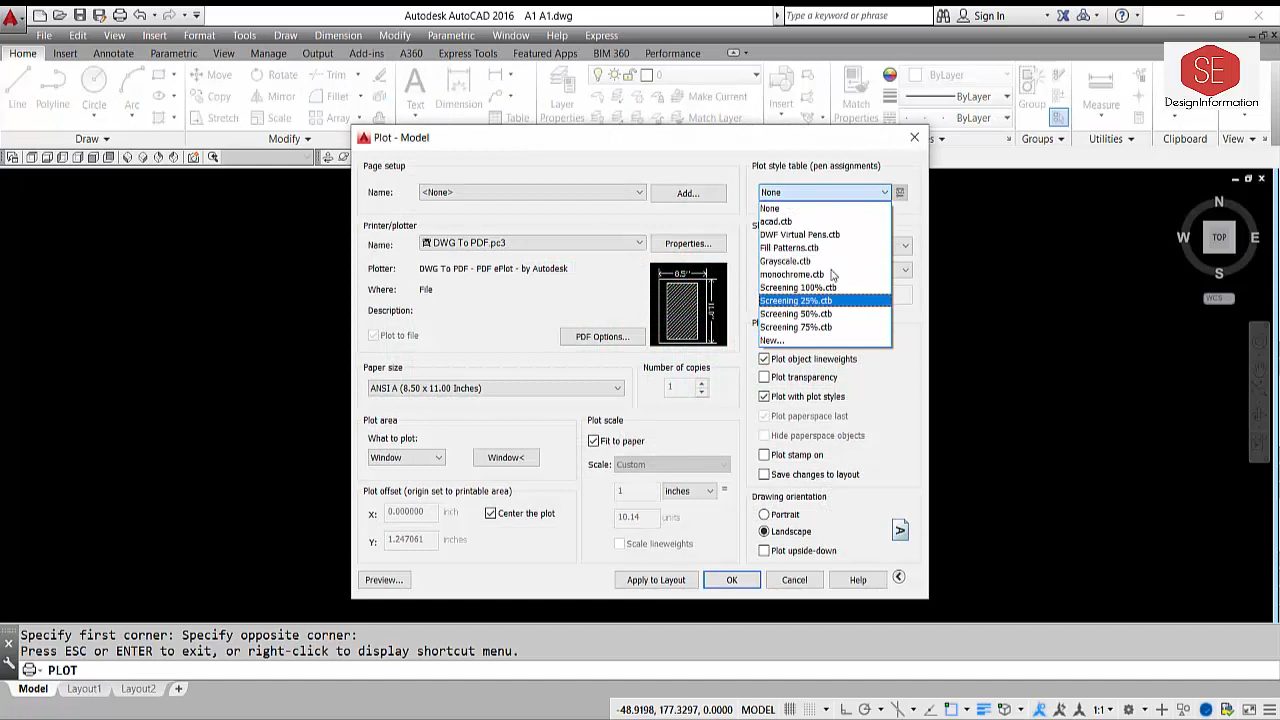 Autodesk AutoCAD 2016 A1 A1.dwg
Type a keyword or phrase
Sign In
File Edit View Insert Format Tools Draw Dimension Modify Parametric Window Help Express
Home Insert Annotate Parametric View Manage Output Add-ins A360 Express Tools Featured Apps BIM 360 Performance
SE
DesignInformation
Line Polyline Circle Arc
Move Rotate Trim
Copy Mirror Fillet
Stretch Scale Array
Text Dimension Table
Layer Properties
0
Make Current
Match Layer
Insert
Match Properties
ByLayer
ByLayer
ByLayer
Group
Measure
Draw Modify Groups Utilities Clipboard View
Plot - Model
Page setup
Name: <None> Add...
Printer/plotter
Name: DWG To PDF.pc3 Properties...
Plotter: DWG To PDF - PDF ePlot - by Autodesk
Where: File
Description:
Plot to file PDF Options...
8.5''
11.0''
Paper size
ANSI A (8.50 x 11.00 Inches)
Number of copies
1
Plot area
What to plot:
Window Window<
Plot offset (origin set to printable area)
X: 0.000000 inch Center the plot
Y: 1.247061 inches
Plot scale
Fit to paper
Scale: Custom
1 inches =
10.14 units
Scale lineweights
Plot style table (pen assignments)
None
None
acad.ctb
DWF Virtual Pens.ctb
Fill Patterns.ctb
Grayscale.ctb
monochrome.ctb
Screening 100%.ctb
Screening 25%.ctb
Screening 50%.ctb
Screening 75%.ctb
New...
Plot object lineweights
Plot transparency
Plot with plot styles
Plot paperspace last
Hide paperspace objects
Plot stamp on
Save changes to layout
Drawing orientation
Portrait
Landscape
Plot upside-down
A
Preview... Apply to Layout OK Cancel Help
N
W TOP E
S
WCS
Specify first corner: Specify opposite corner:
Press ESC or ENTER to exit, or right-click to display shortcut menu.
PLOT
Model Layout1 Layout2 +
-48.9198, 177.3297, 0.0000 MODEL 1:1